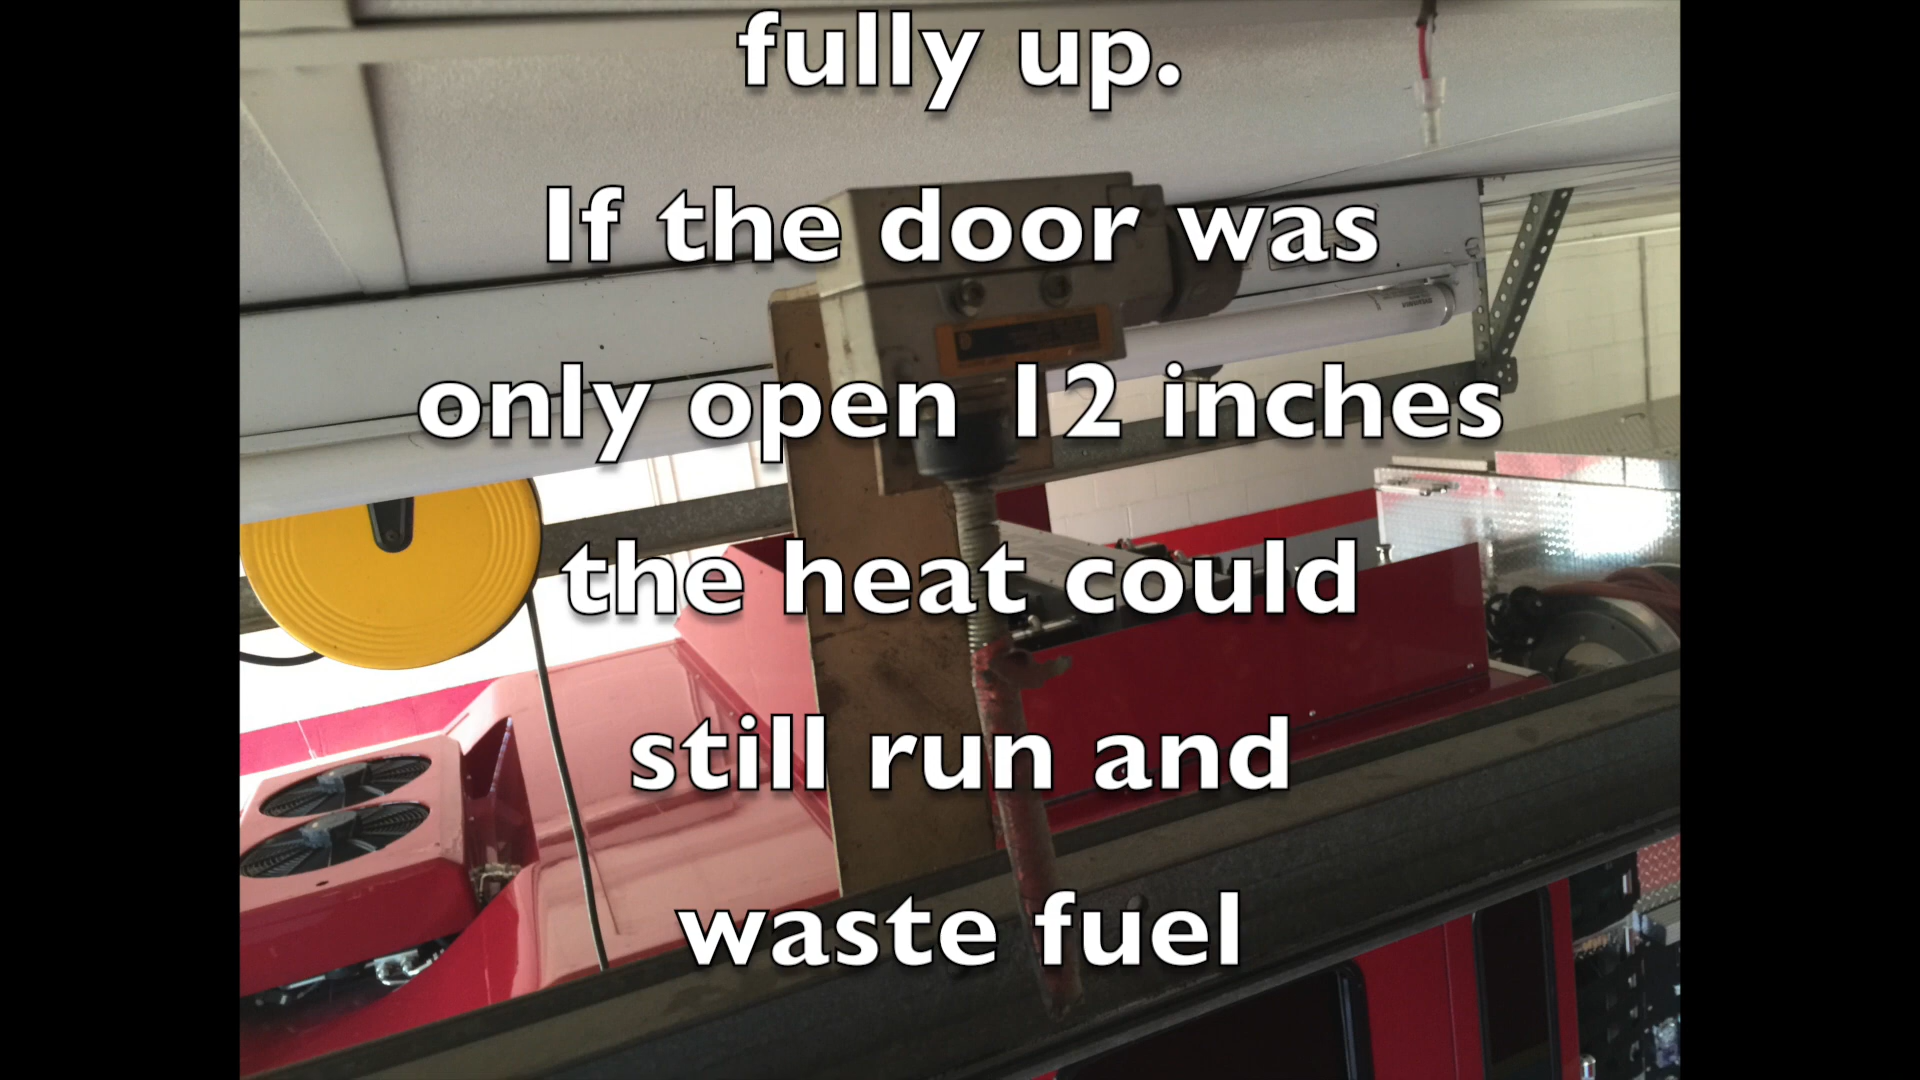 fully up.
If the door was
only open 12 inches
the heat could
still run and
waste fuel